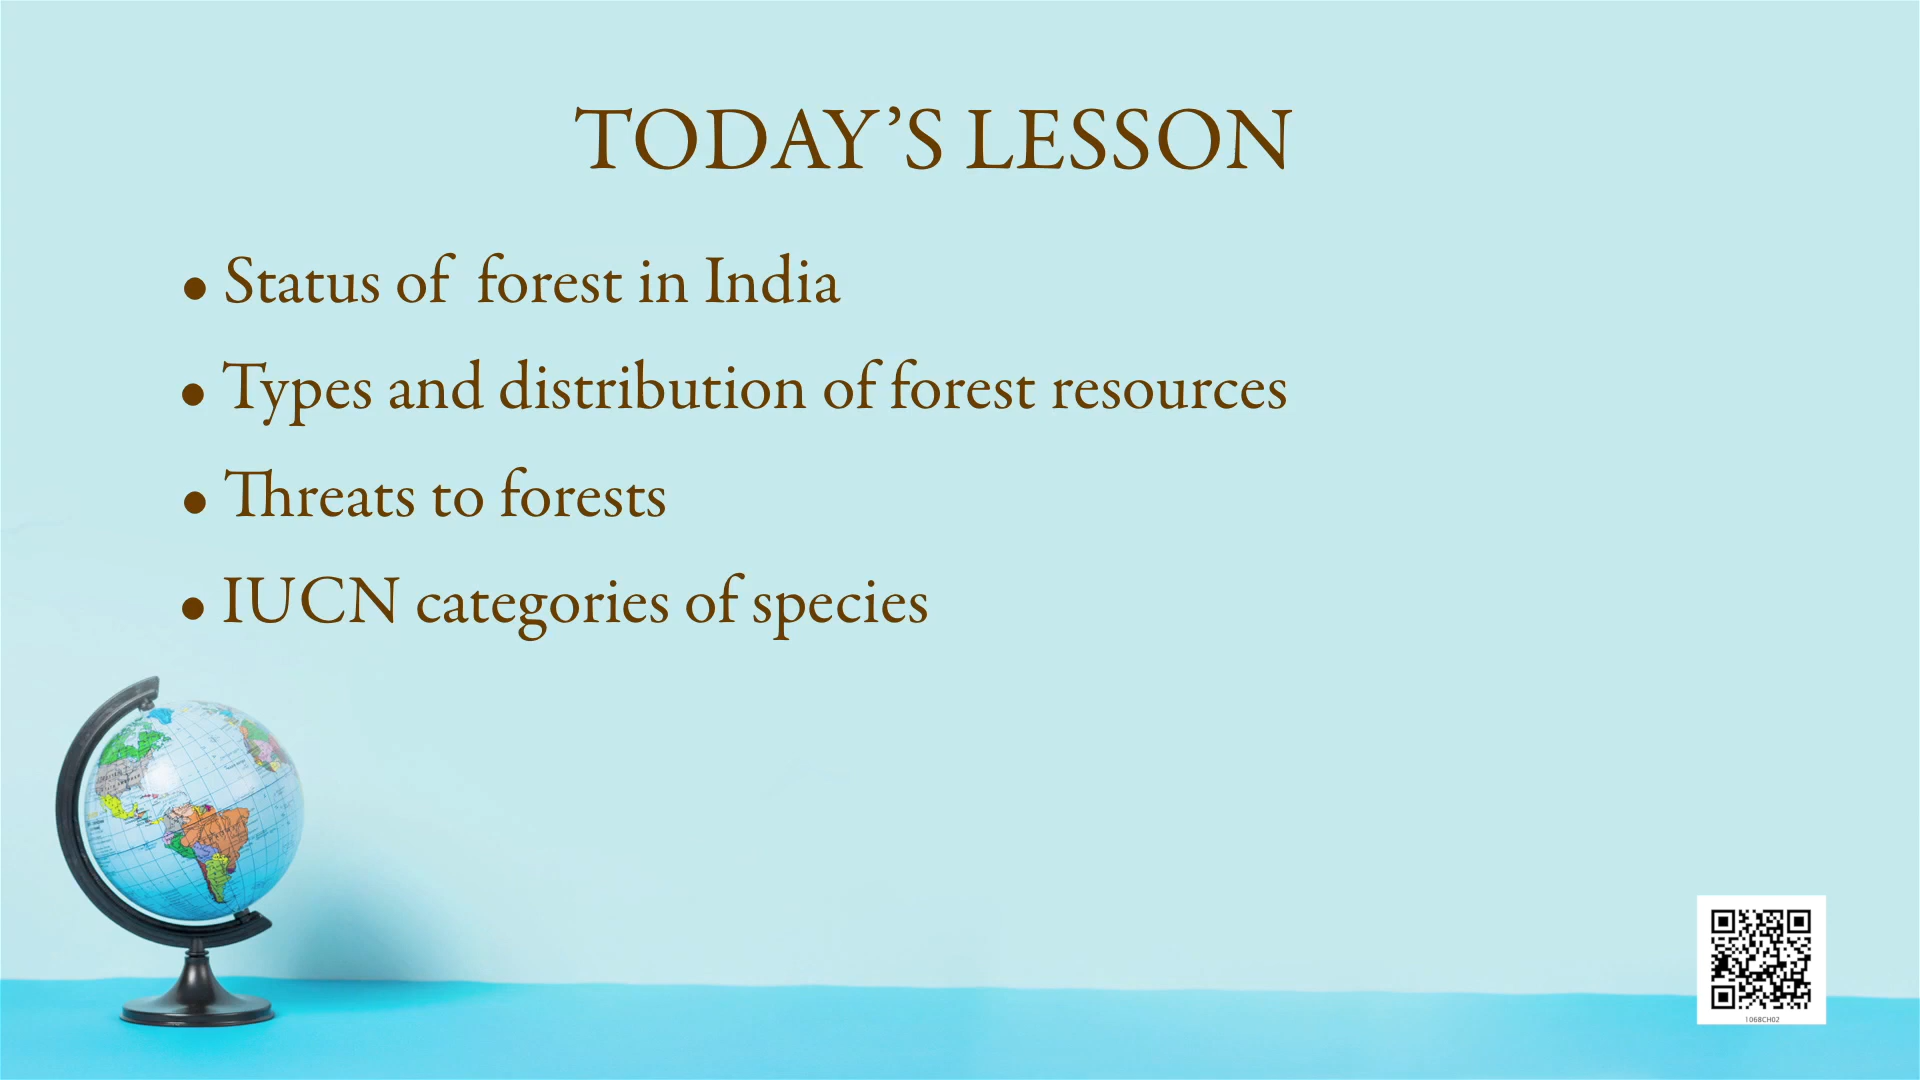 TODAY’S LESSON
• Status of forest in India
• Types and distribution of forest resources
• Threats to forests
• IUCN categories of species
1068CH02